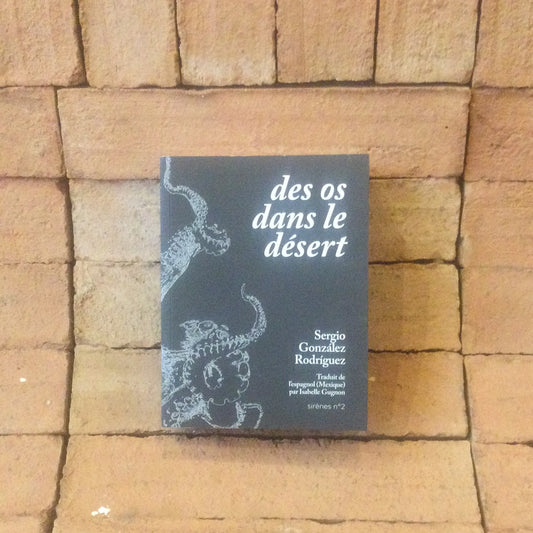 des os
dans le
désert
Sergio
González
Rodríguez
Traduit de
l'espagnol (Mexique)
par Isabelle Gugnon
sirènes n°2